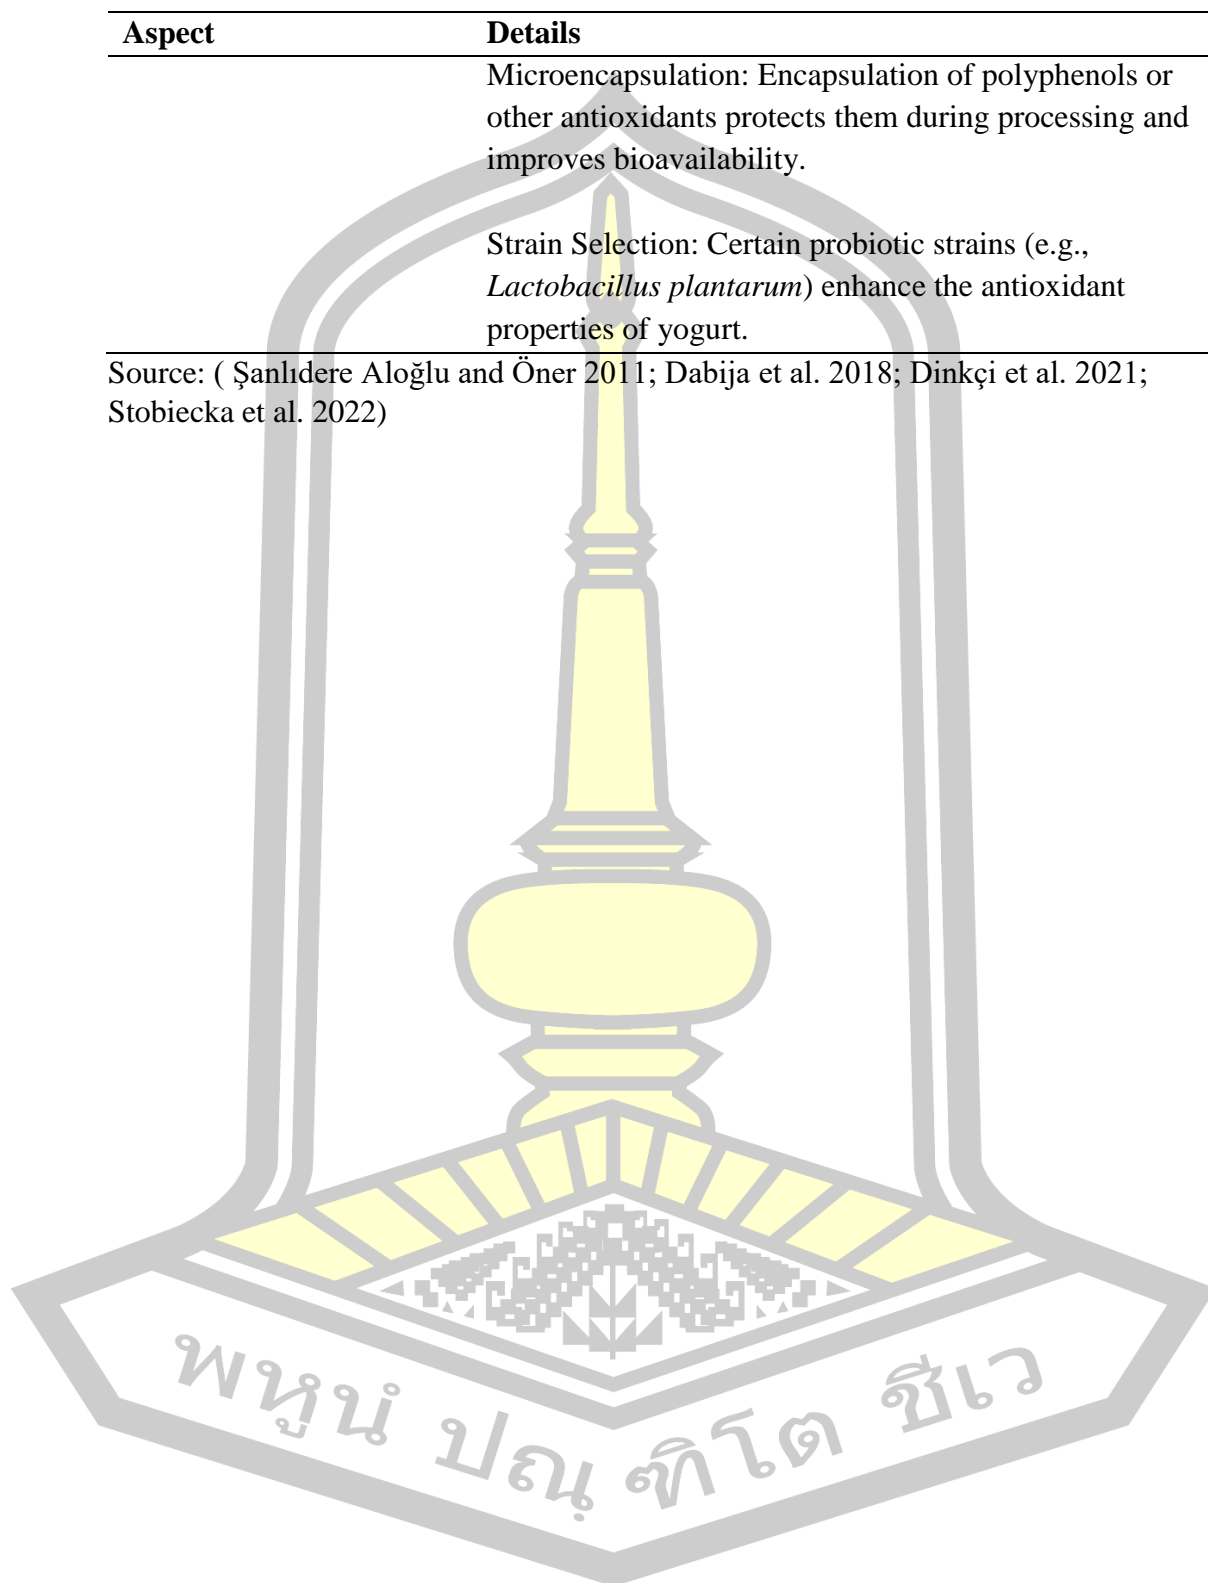 Aspect Details
Microencapsulation: Encapsulation of polyphenols or
other antioxidants protects them during processing and
improves bioavailability.
Strain Selection: Certain probiotic strains (e.g.,
Lactobacillus plantarum) enhance the antioxidant
properties of yogurt.
Source: ( Şanlıdere Aloğlu and Öner 2011; Dabija et al. 2018; Dinkçi et al. 2021;
Stobiecka et al. 2022)
พหูนํ ปณฺ ฑิโต ชีเว